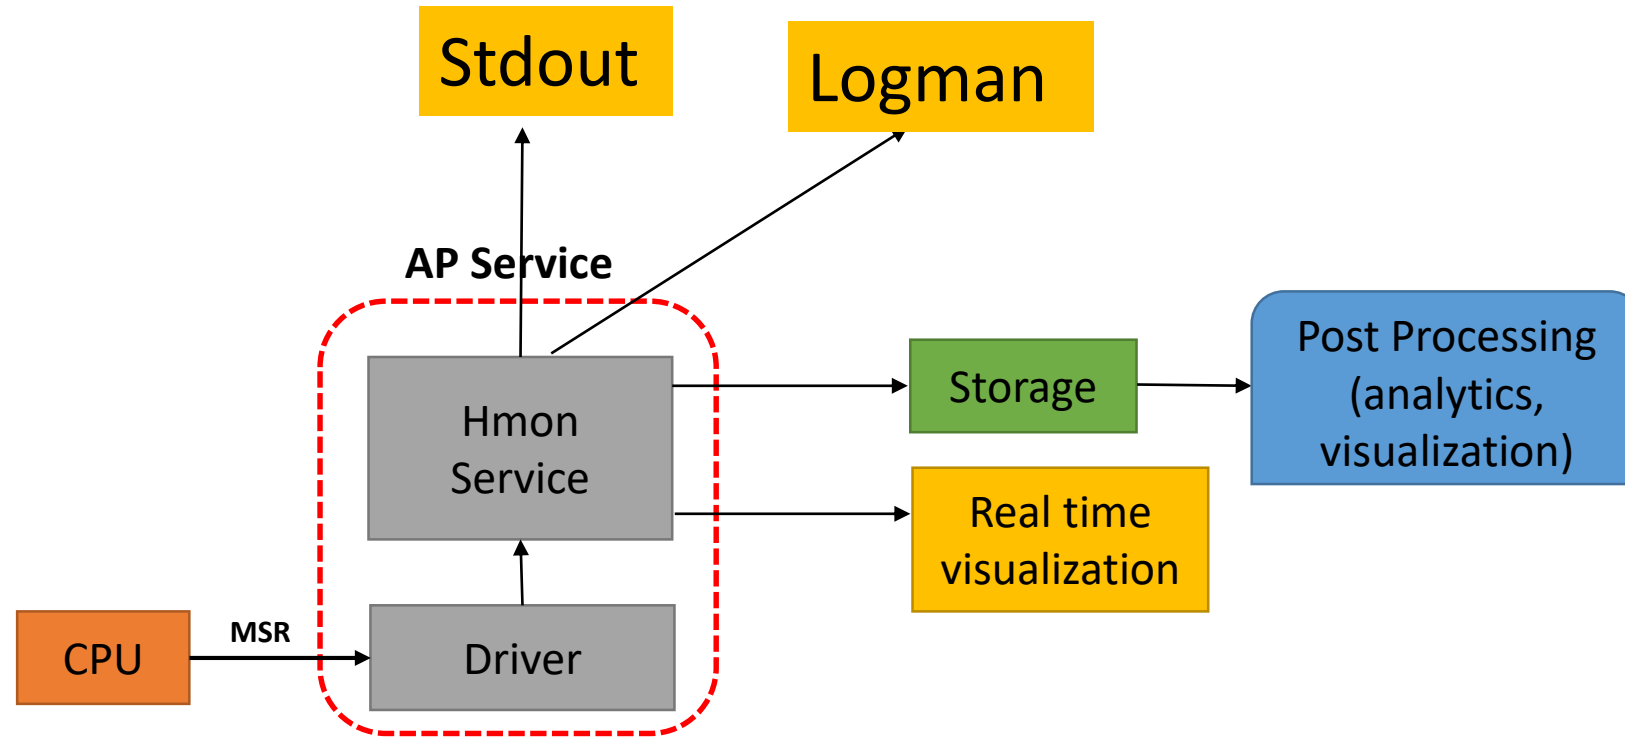 Stdout
Logman
AP Service
Hmon
Service
Storage
Post Processing
(analytics,
visualization)
Real time
visualization
CPU
MSR
Driver